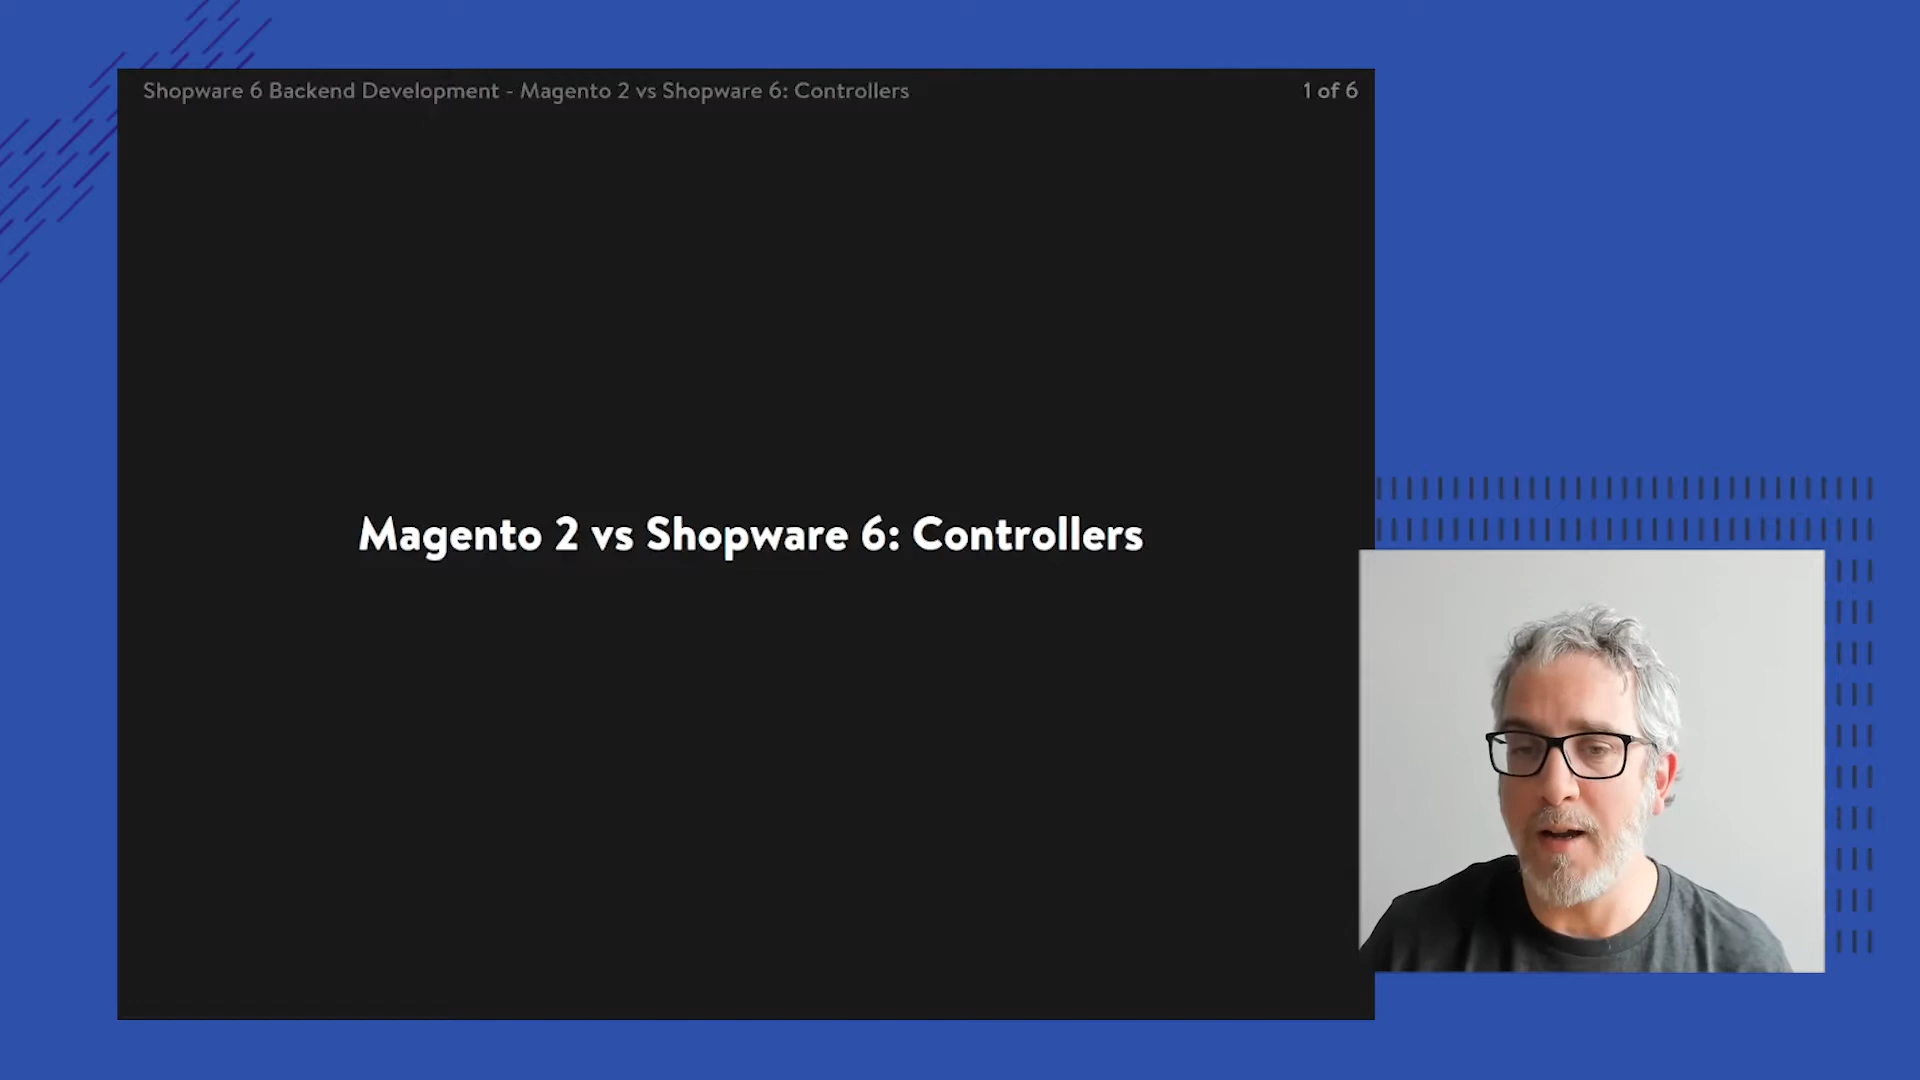 Shopware 6 Backend Development - Magento 2 vs Shopware 6: Controllers
1 of 6
Magento 2 vs Shopware 6: Controllers